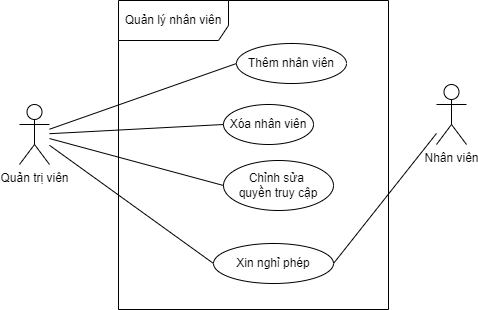 Quản lý nhân viên
Thêm nhân viên
Xóa nhân viên
Chỉnh sửa
quyền truy cập
Xin nghỉ phép
Quản trị viên
Nhân viên